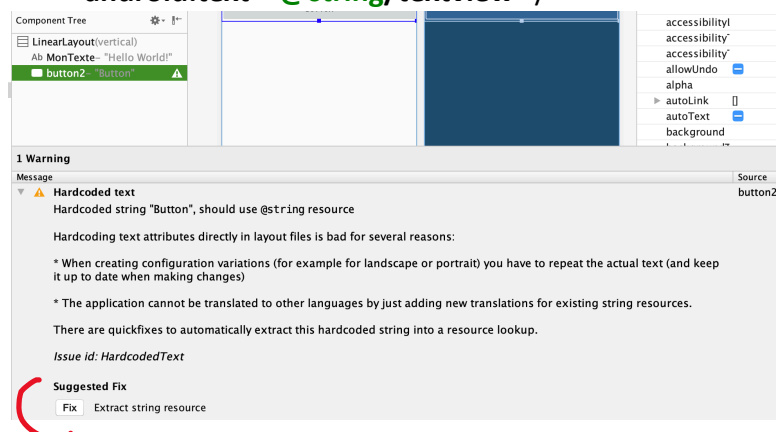 android:text="@string/textview"/
Component Tree
LinearLayout(vertical)
Ab MonTexte– "Hello World!"
button2– "Button"
accessibilityl
accessibility
accessibility
allowUndo
alpha
autoLink []
autoText
background
1 Warning
Message Source
Hardcoded text button2
Hardcoded string "Button", should use @string resource
Hardcoding text attributes directly in layout files is bad for several reasons:
* When creating configuration variations (for example for landscape or portrait) you have to repeat the actual text (and keep
it up to date when making changes)
* The application cannot be translated to other languages by just adding new translations for existing string resources.
There are quickfixes to automatically extract this hardcoded string into a resource lookup.
Issue id: HardcodedText
Suggested Fix
Fix Extract string resource